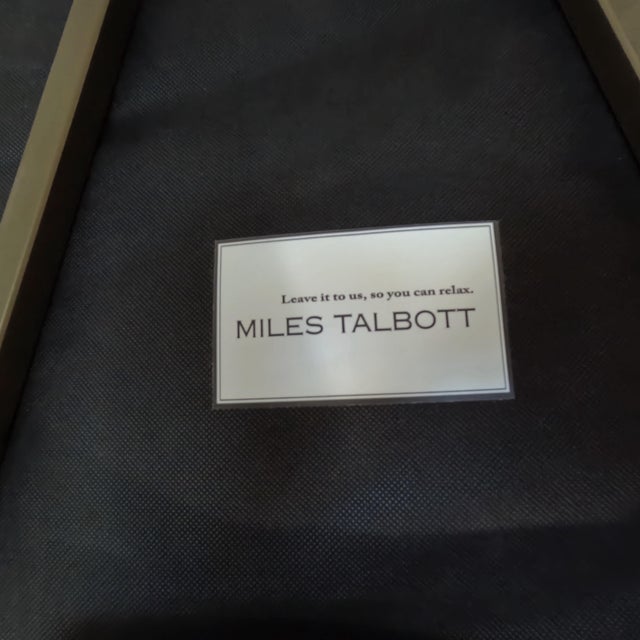 Leave it to us, so you can relax.
MILES TALBOTT